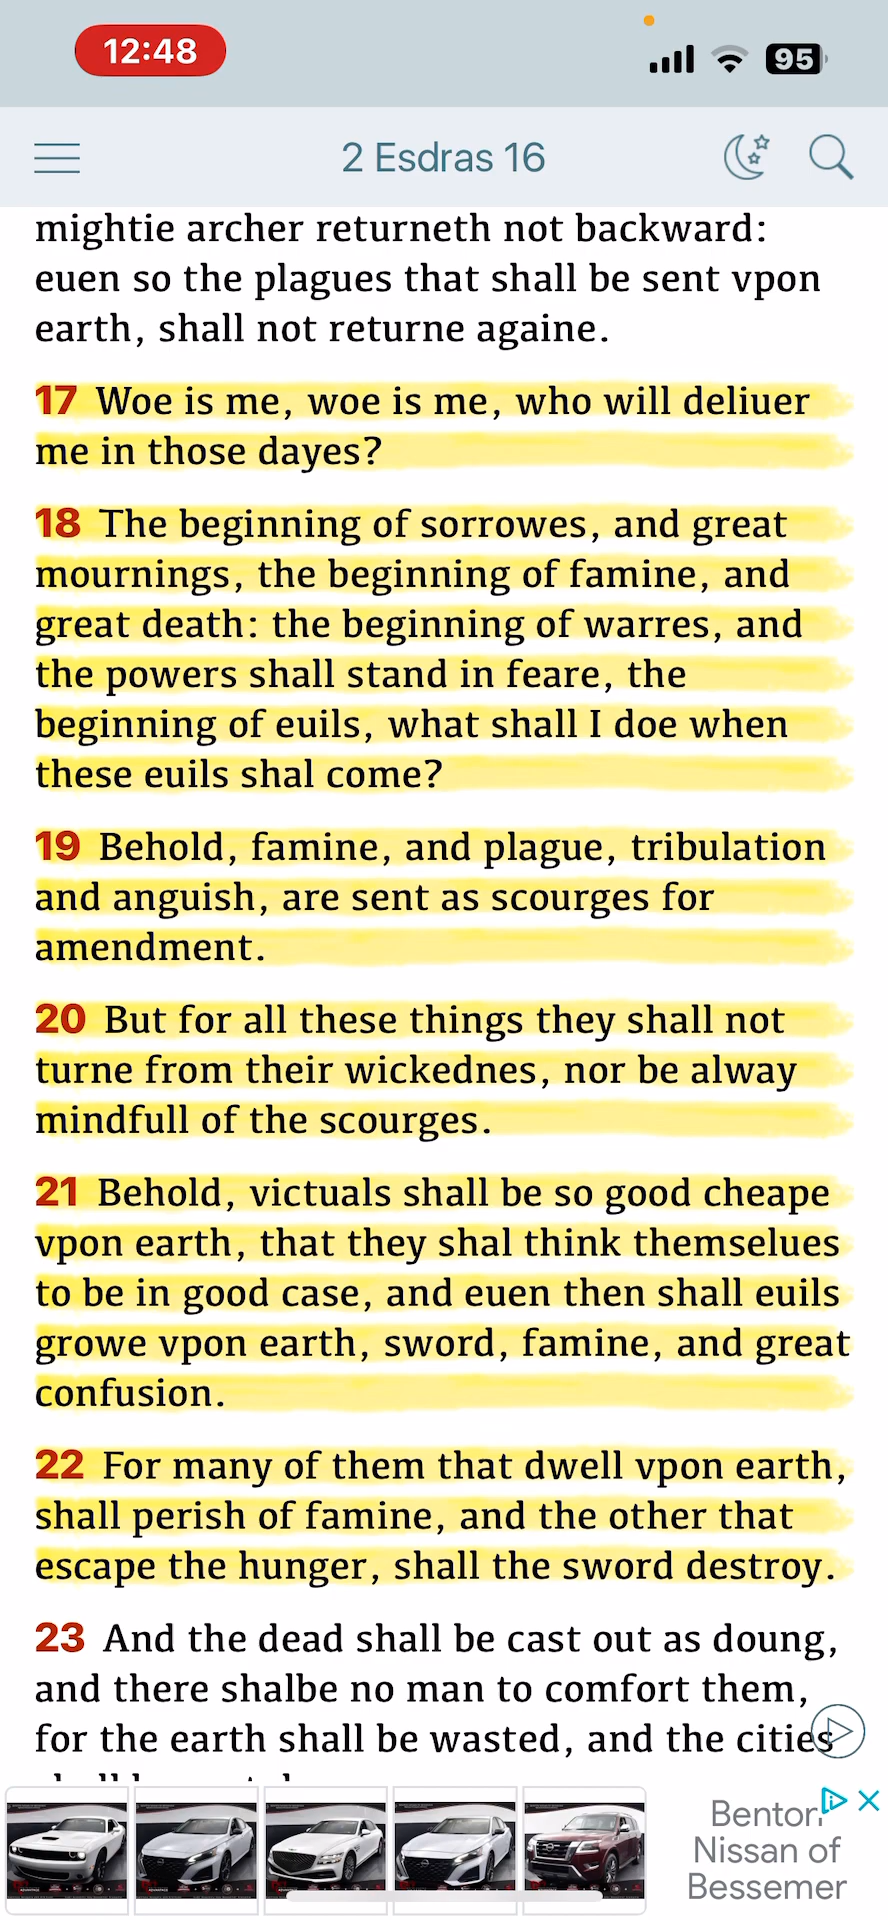 12:48
95
2 Esdras 16
mightie archer returneth not backward:
euen so the plagues that shall be sent vpon
earth, shall not returne againe.
17 Woe is me, woe is me, who will deliuer
me in those dayes?
18 The beginning of sorrowes, and great
mournings, the beginning of famine, and
great death: the beginning of warres, and
the powers shall stand in feare, the
beginning of euils, what shall I doe when
these euils shal come?
19 Behold, famine, and plague, tribulation
and anguish, are sent as scourges for
amendment.
20 But for all these things they shall not
turne from their wickednes, nor be alway
mindfull of the scourges.
21 Behold, victuals shall be so good cheape
vpon earth, that they shal think themselues
to be in good case, and euen then shall euils
growe vpon earth, sword, famine, and great
confusion.
22 For many of them that dwell vpon earth,
shall perish of famine, and the other that
escape the hunger, shall the sword destroy.
23 And the dead shall be cast out as doung,
and there shalbe no man to comfort them,
for the earth shall be wasted, and the cities
Benton
Nissan of
Bessemer